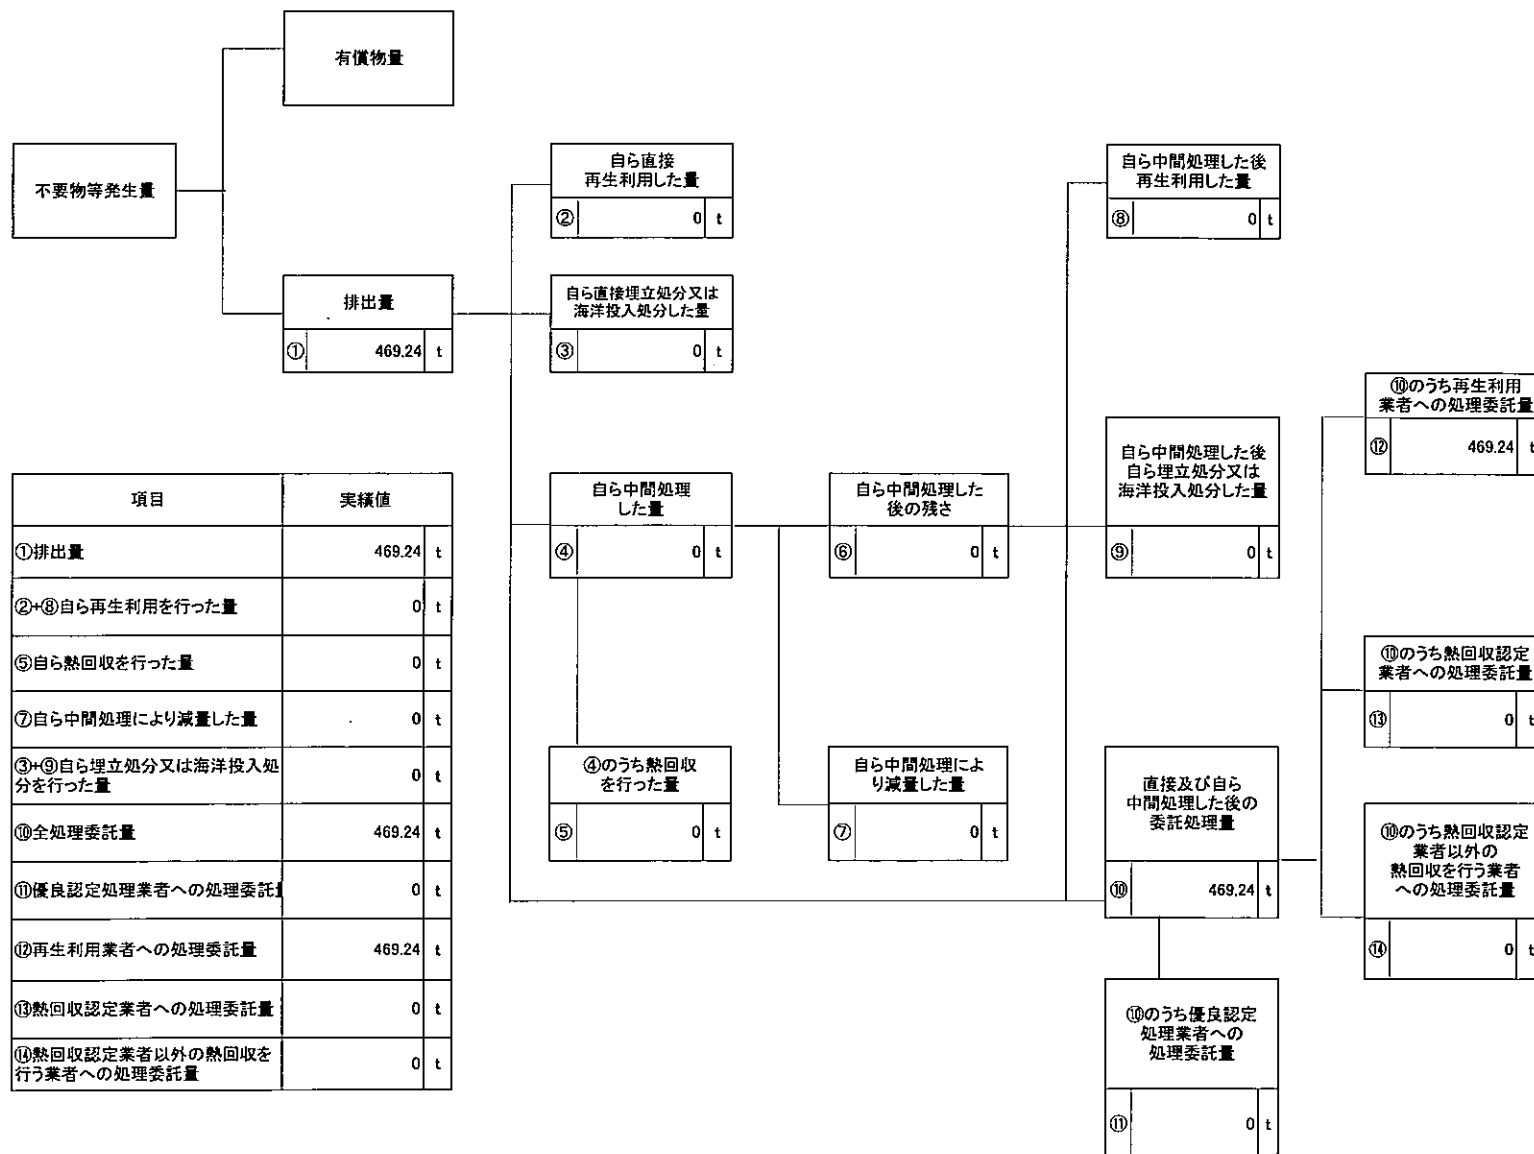 有償物量
不要物等発生量
排出量
① 469.24 t
自ら直接
再生利用した量
② 0 t
自ら直接埋立処分又は
海洋投入処分した量
③ 0 t
自ら中間処理した後
再生利用した量
⑧ 0 t
自ら中間処理
した量
④ 0 t
自ら中間処理した
後の残さ
⑥ 0 t
自ら中間処理した後
自ら埋立処分又は
海洋投入処分した量
⑨ 0 t
⑩のうち再生利用
業者への処理委託量
⑫ 469.24 t
④のうち熱回収
を行った量
⑤ 0 t
自ら中間処理によ
り減量した量
⑦ 0 t
直接及び自ら
中間処理した後の
委託処理量
⑩ 469.24 t
⑩のうち熱回収認定
業者への処理委託量
⑬ 0 t
⑩のうち熱回収認定
業者以外の
熱回収を行う業者
への処理委託量
⑭ 0 t
⑩のうち優良認定
処理業者への
処理委託量
⑪ 0 t
項目 実績値
①排出量 469.24 t
②+⑧自ら再生利用を行った量 0 t
⑤自ら熱回収を行った量 0 t
⑦自ら中間処理により減量した量 0 t
③+⑨自ら埋立処分又は海洋投入処
分を行った量 0 t
⑩全処理委託量 469.24 t
⑪優良認定処理業者への処理委託 0 t
⑫再生利用業者への処理委託量 469.24 t
⑬熱回収認定業者への処理委託量 0 t
⑭熱回収認定業者以外の熱回収を
行う業者への処理委託量 0 t